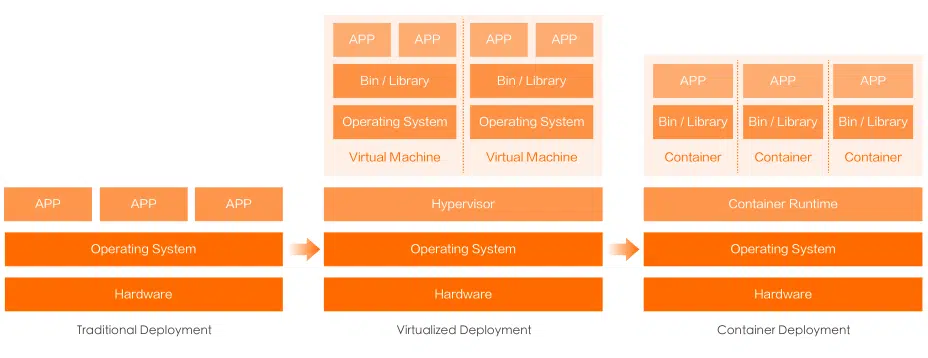 APP APP APP
Operating System
Hardware
Traditional Deployment
APP APP APP APP
Bin / Library Bin / Library
Operating System Operating System
Virtual Machine Virtual Machine
Hypervisor
Operating System
Hardware
Virtualized Deployment
APP APP APP
Bin / Library Bin / Library Bin / Library
Container Container Container
Container Runtime
Operating System
Hardware
Container Deployment